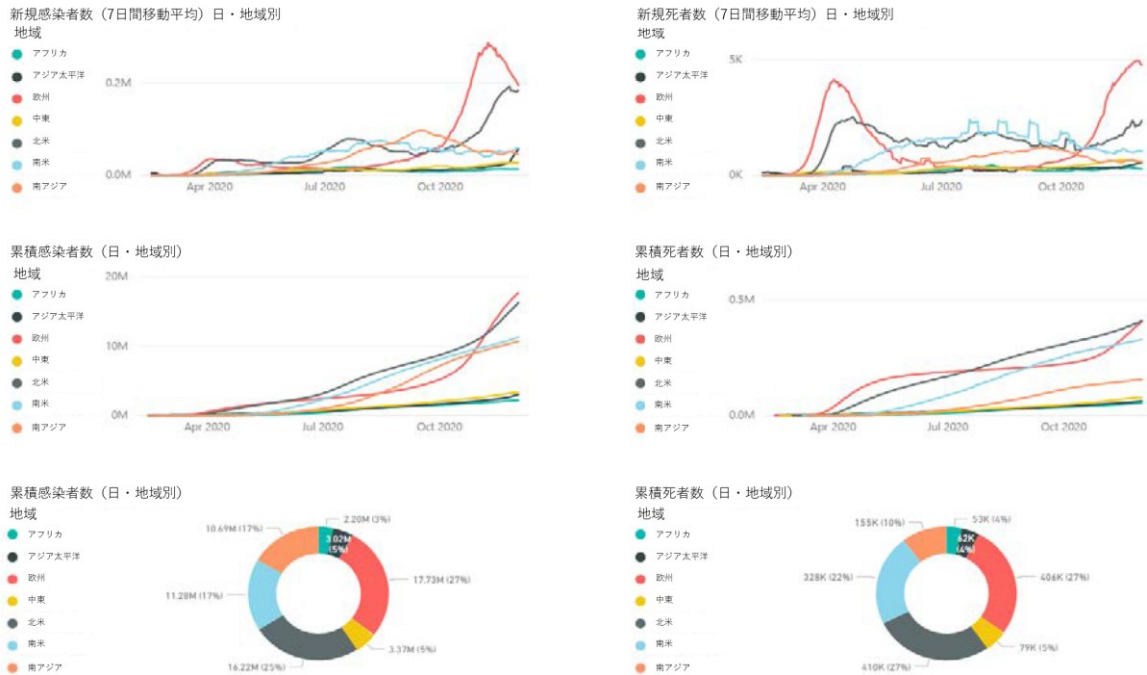 新規感染者数（7日間移動平均）日・地域別
地域
アフリカ
アジア太平洋
欧州
中東
北米
南米
南アジア
0.2M
0.0M
Apr 2020
Jul 2020
Oct 2020
新規死者数（7日間移動平均）日・地域別
地域
アフリカ
アジア太平洋
欧州
中東
北米
南米
南アジア
5K
0K
Apr 2020
Jul 2020
Oct 2020
累積感染者数（日・地域別）
地域
アフリカ
アジア太平洋
欧州
中東
北米
南米
南アジア
20M
10M
0M
Apr 2020
Jul 2020
Oct 2020
累積死者数（日・地域別）
地域
アフリカ
アジア太平洋
欧州
中東
北米
南米
南アジア
0.5M
0.0M
Apr 2020
Jul 2020
Oct 2020
累積感染者数（日・地域別）
地域
アフリカ
アジア太平洋
欧州
中東
北米
南米
南アジア
10.69M (17%)
2.20M (3%)
3.02M
(5%)
11.28M (17%)
17.73M (27%)
3.37M (5%)
16.22M (25%)
累積死者数（日・地域別）
地域
アフリカ
アジア太平洋
欧州
中東
北米
南米
南アジア
155K (10%)
53K (4%)
62K
(4%)
328K (22%)
406K (27%)
79K (5%)
410K (27%)